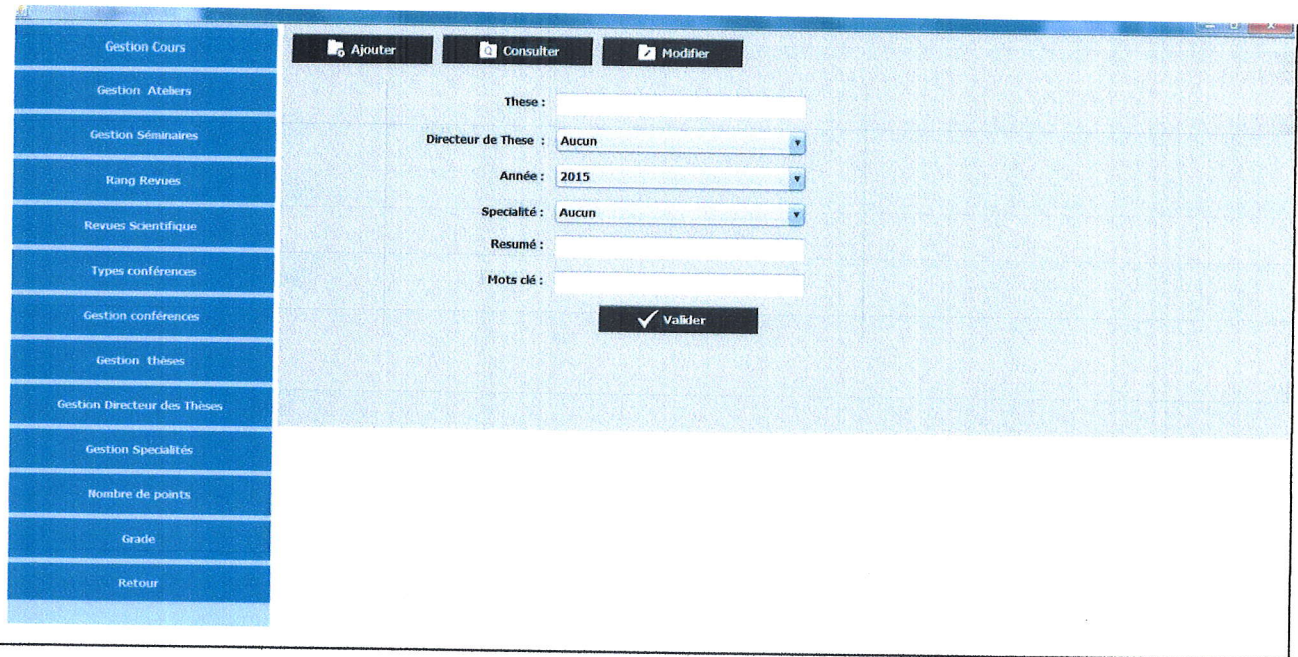 Gestion Cours
Gestion Ateliers
Gestion Séminaires
Rang Revues
Revues Scientifique
Types conférences
Gestion conférences
Gestion thèses
Gestion Directeur des Thèses
Gestion Specialités
Nombre de points
Grade
Retour
Ajouter Consulter Modifier
These :
Directeur de These : Aucun
Année : 2015
Specialité : Aucun
Resumé :
Mots clé :
Valider